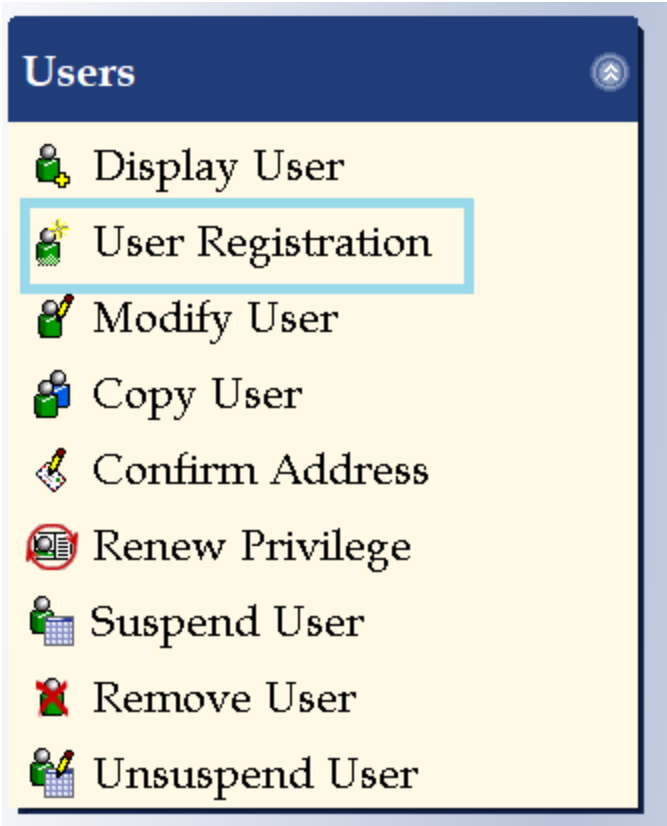 Users
Display User
User Registration
Modify User
Copy User
Confirm Address
Renew Privilege
Suspend User
Remove User
Unsuspend User